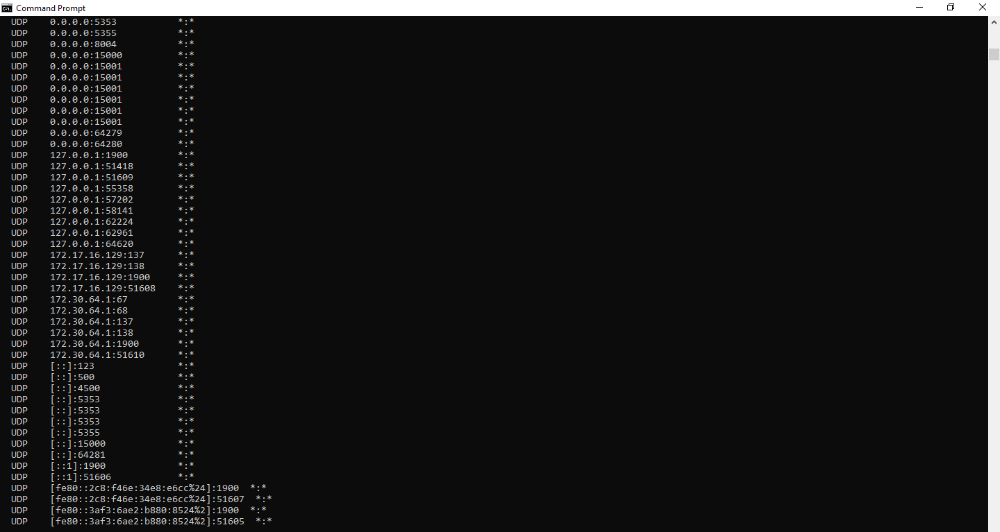 Command Prompt
UDP    0.0.0.0:5353           *:*
UDP    0.0.0.0:5355           *:*
UDP    0.0.0.0:8004           *:*
UDP    0.0.0.0:15000          *:*
UDP    0.0.0.0:15001          *:*
UDP    0.0.0.0:15001          *:*
UDP    0.0.0.0:15001          *:*
UDP    0.0.0.0:15001          *:*
UDP    0.0.0.0:15001          *:*
UDP    0.0.0.0:15001          *:*
UDP    0.0.0.0:64279          *:*
UDP    0.0.0.0:64280          *:*
UDP    127.0.0.1:1900         *:*
UDP    127.0.0.1:51418        *:*
UDP    127.0.0.1:51609        *:*
UDP    127.0.0.1:55358        *:*
UDP    127.0.0.1:57202        *:*
UDP    127.0.0.1:58141        *:*
UDP    127.0.0.1:62224        *:*
UDP    127.0.0.1:62961        *:*
UDP    127.0.0.1:64620        *:*
UDP    172.17.16.129:137      *:*
UDP    172.17.16.129:138      *:*
UDP    172.17.16.129:1900     *:*
UDP    172.17.16.129:51608    *:*
UDP    172.30.64.1:67         *:*
UDP    172.30.64.1:68         *:*
UDP    172.30.64.1:137        *:*
UDP    172.30.64.1:138        *:*
UDP    172.30.64.1:1900       *:*
UDP    172.30.64.1:51610      *:*
UDP    [::]:123               *:*
UDP    [::]:500               *:*
UDP    [::]:4500              *:*
UDP    [::]:5353              *:*
UDP    [::]:5353              *:*
UDP    [::]:5353              *:*
UDP    [::]:5355              *:*
UDP    [::]:15000             *:*
UDP    [::]:64281             *:*
UDP    [::1]:1900             *:*
UDP    [::1]:51606            *:*
UDP    [fe80::2c8:f46e:34e8:e6cc%24]:1900  *:*
UDP    [fe80::2c8:f46e:34e8:e6cc%24]:51607  *:*
UDP    [fe80::3af3:6ae2:b880:8524%2]:1900  *:*
UDP    [fe80::3af3:6ae2:b880:8524%2]:51605  *:*